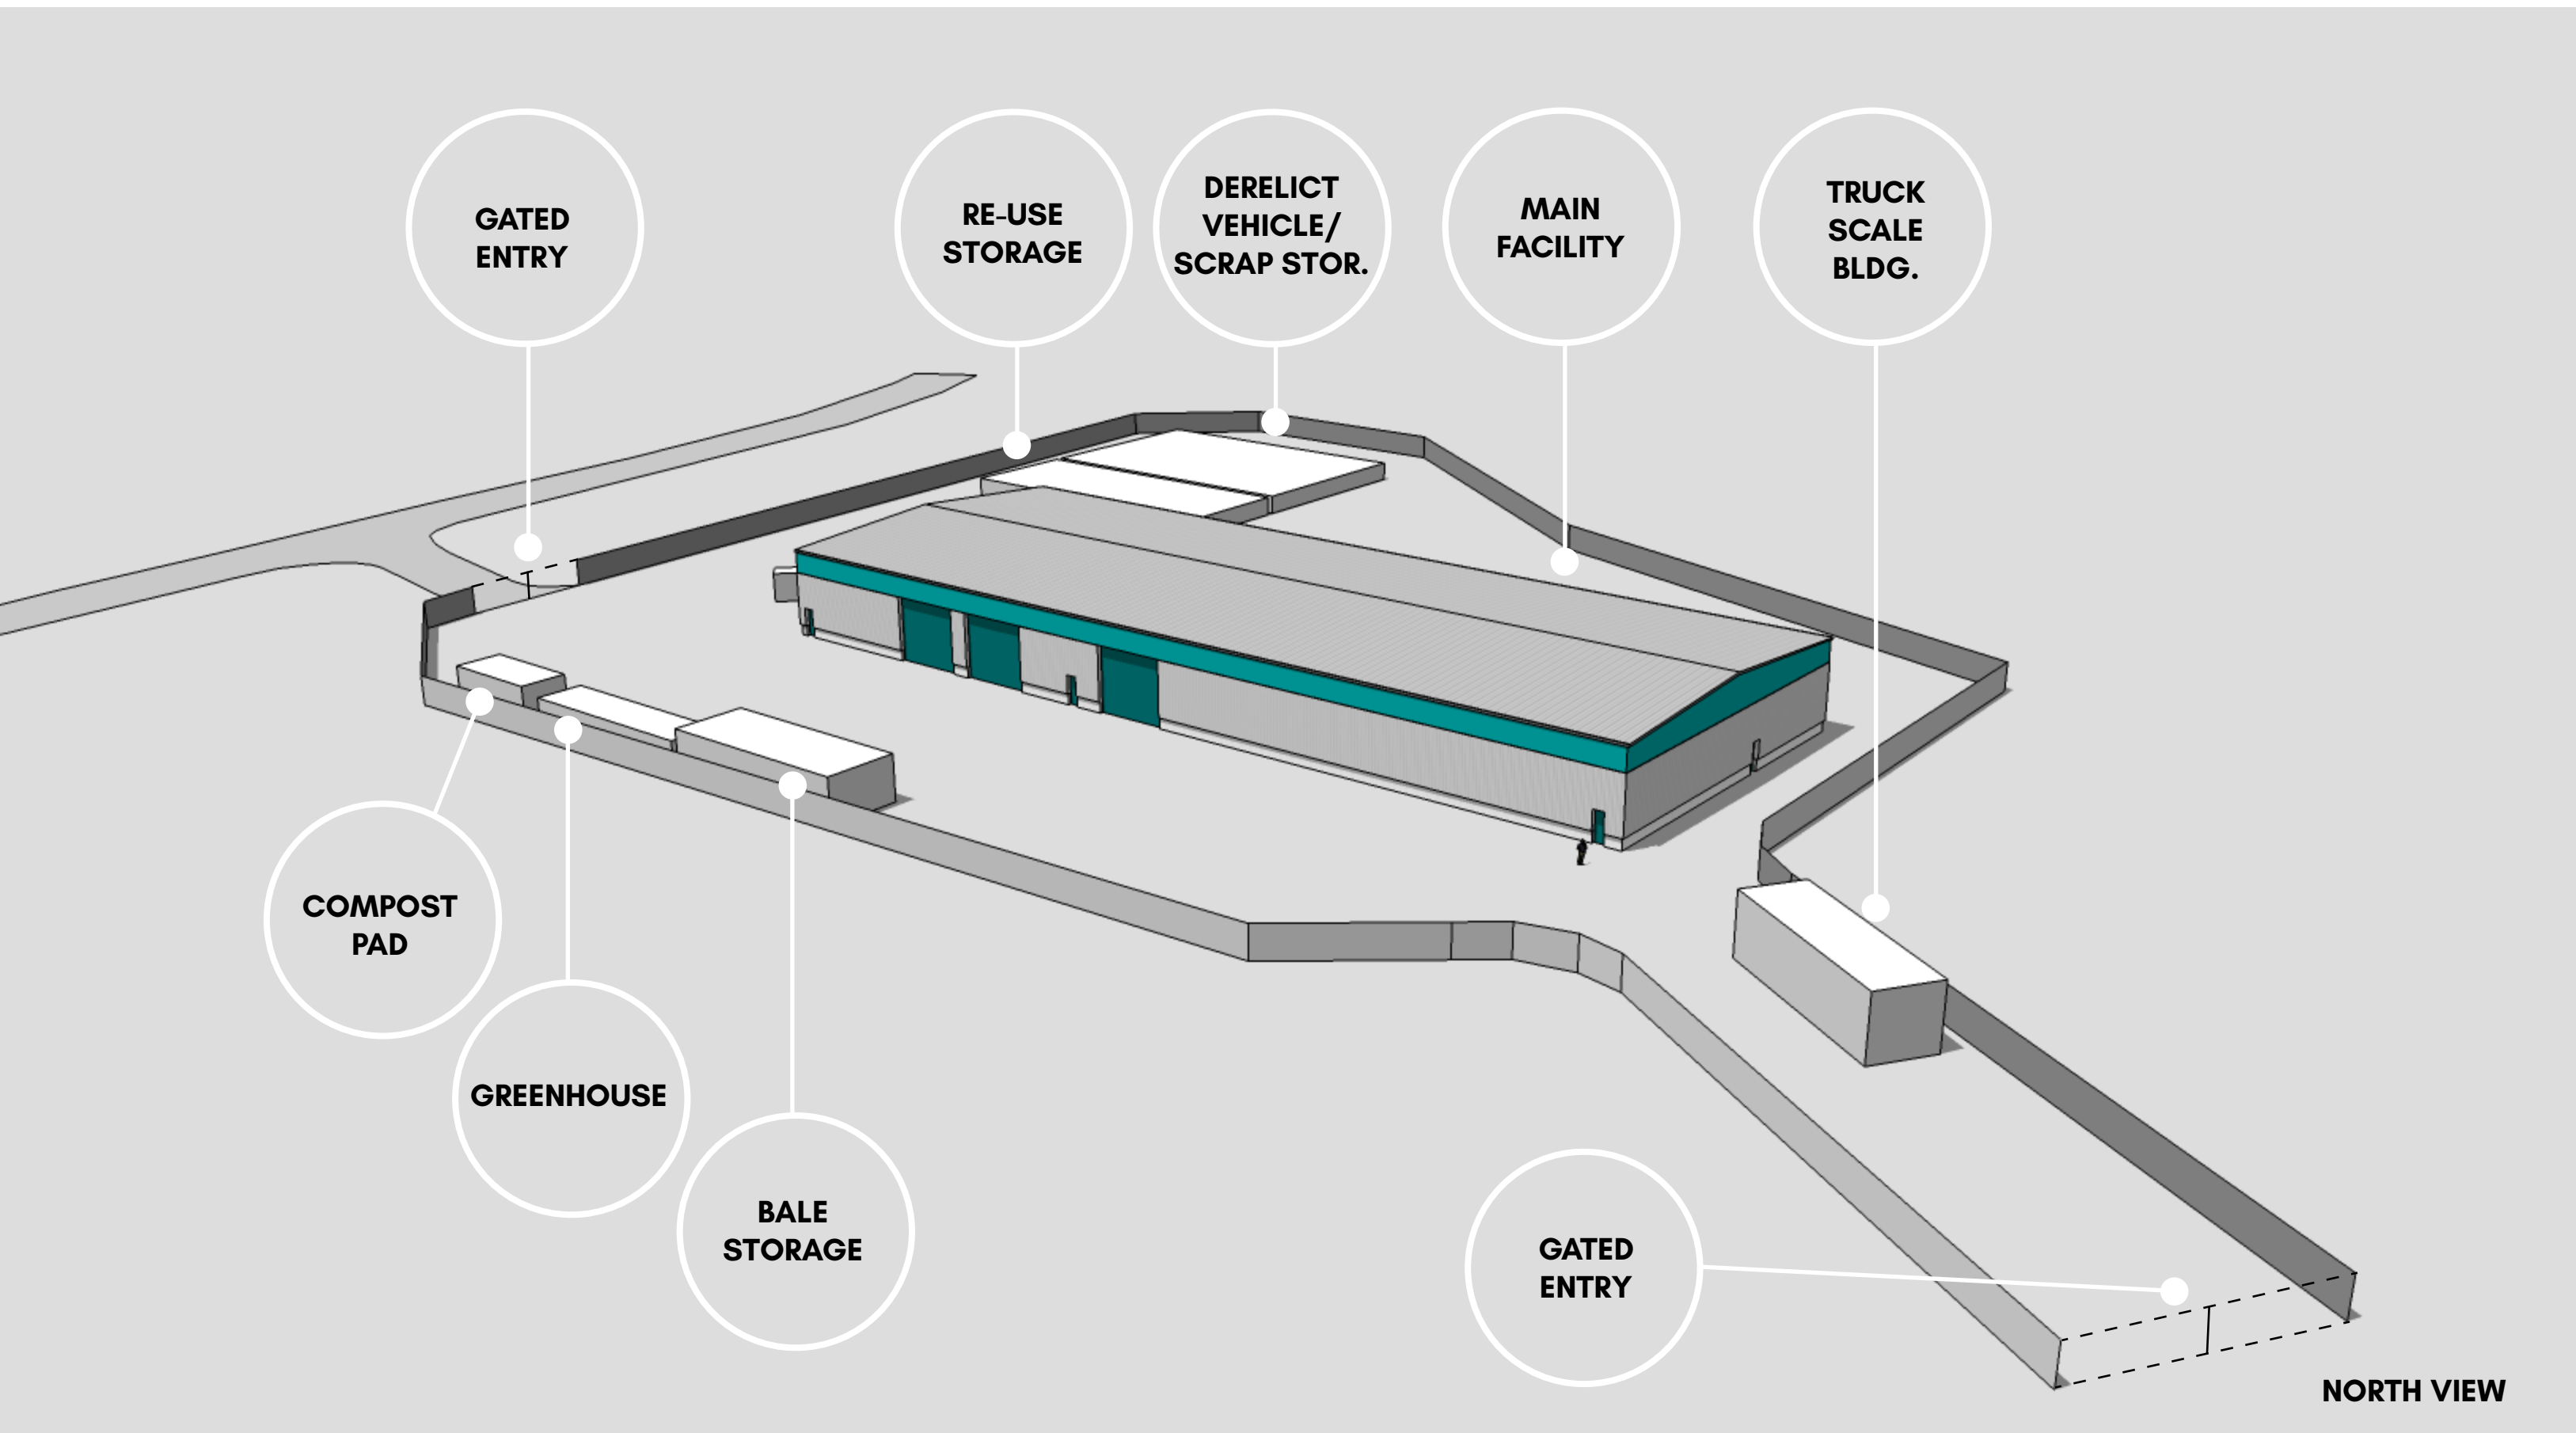 GATED
ENTRY
RE-USE
STORAGE
DERELICT
VEHICLE/
SCRAP STOR.
MAIN
FACILITY
TRUCK
SCALE
BLDG.
COMPOST
PAD
GREENHOUSE
BALE
STORAGE
GATED
ENTRY
NORTH VIEW